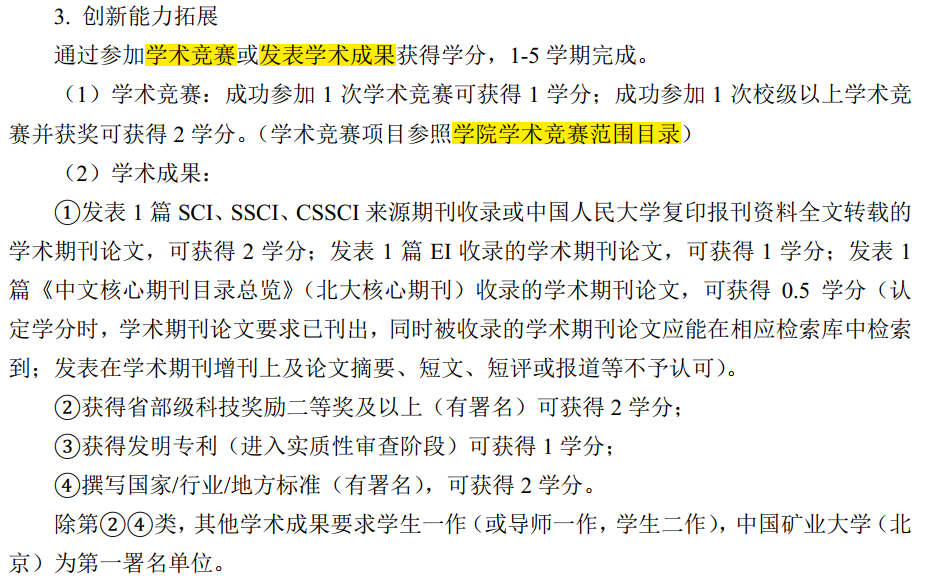 3. 创新能力拓展
通过参加学术竞赛或发表学术成果获得学分，1-5 学期完成。
（1）学术竞赛：成功参加 1 次学术竞赛可获得 1 学分；成功参加 1 次校级以上学术竞
赛并获奖可获得 2 学分。（学术竞赛项目参照学院学术竞赛范围目录）
（2）学术成果：
①发表 1 篇 SCI、SSCI、CSSCI 来源期刊收录或中国人民大学复印报刊资料全文转载的
学术期刊论文，可获得 2 学分；发表 1 篇 EI 收录的学术期刊论文，可获得 1 学分；发表 1
篇《中文核心期刊目录总览》（北大核心期刊）收录的学术期刊论文，可获得 0.5 学分（认
定学分时，学术期刊论文要求已刊出，同时被收录的学术期刊论文应能在相应检索库中检索
到；发表在学术期刊增刊上及论文摘要、短文、短评或报道等不予认可）。
②获得省部级科技奖励二等奖及以上（有署名）可获得 2 学分；
③获得发明专利（进入实质性审查阶段）可获得 1 学分；
④撰写国家/行业/地方标准（有署名），可获得 2 学分。
除第②④类，其他学术成果要求学生一作（或导师一作，学生二作），中国矿业大学（北
京）为第一署名单位。